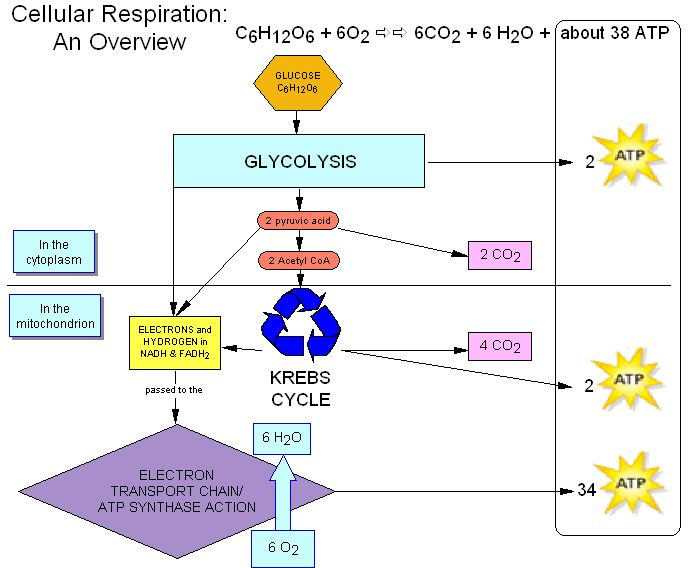 Cellular Respiration:
An Overview
C6H12O6 + 6O2 ⇨⇨ 6CO2 + 6 H2O + about 38 ATP
GLUCOSE
C6H12O6
GLYCOLYSIS
2
ATP
2 pyruvic acid
In the
cytoplasm
2 CO2
2 Acetyl CoA
In the
mitochondrion
ELECTRONS and
HYDROGEN in
NADH & FADH2
4 CO2
KREBS
CYCLE
2
ATP
passed to the
6 H2O
ELECTRON
TRANSPORT CHAIN/
ATP SYNTHASE ACTION
34
ATP
6 O2